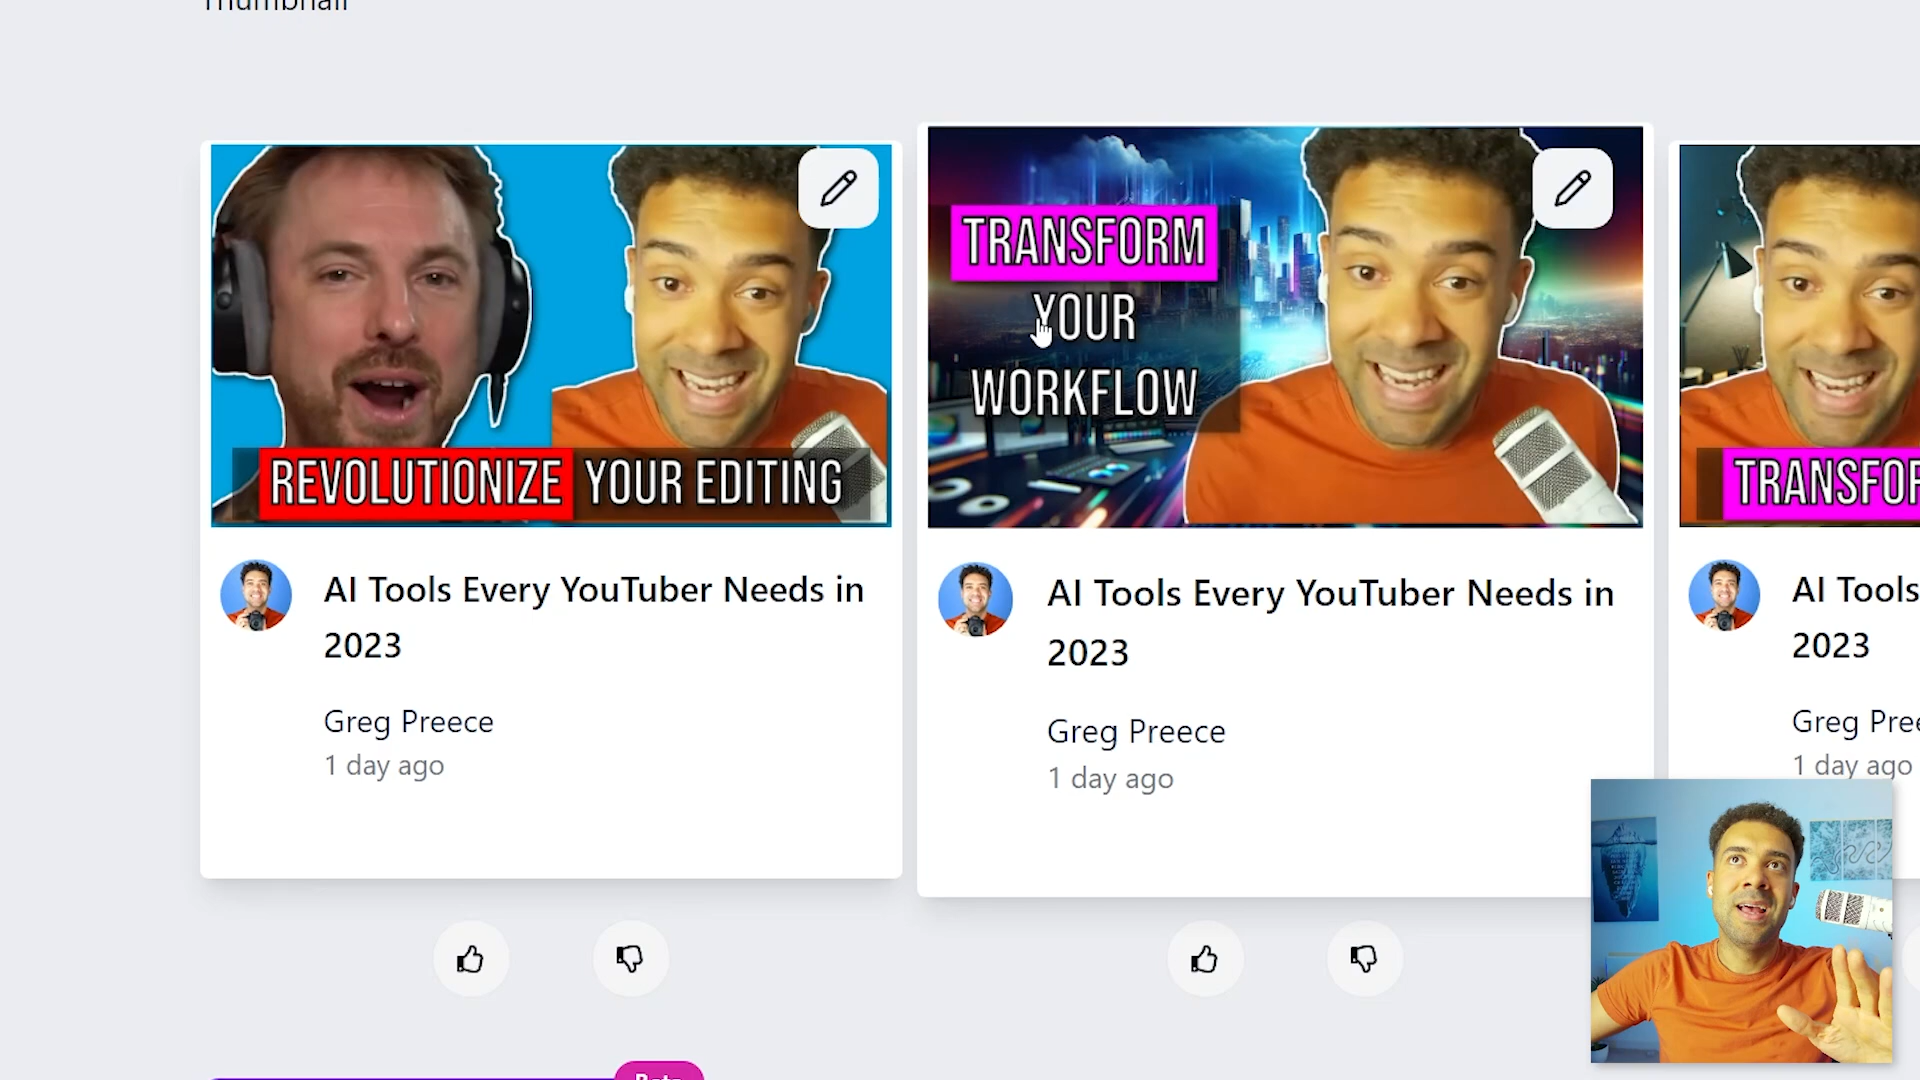 Thumbnail
REVOLUTIONIZE YOUR EDITING
AI Tools Every YouTuber Needs in
2023
Greg Preece
1 day ago
TRANSFORM
YOUR
WORKFLOW
AI Tools Every YouTuber Needs in
2023
Greg Preece
1 day ago
TRANSFOR
AI Tools
2023
Greg Pree
1 day ago
Beta